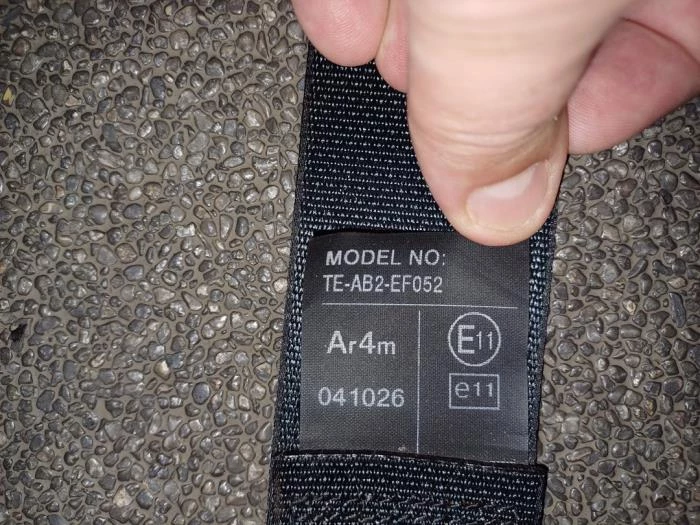 MODEL NO:
TE-AB2-EF052
Ar4m
041026
E11
e11